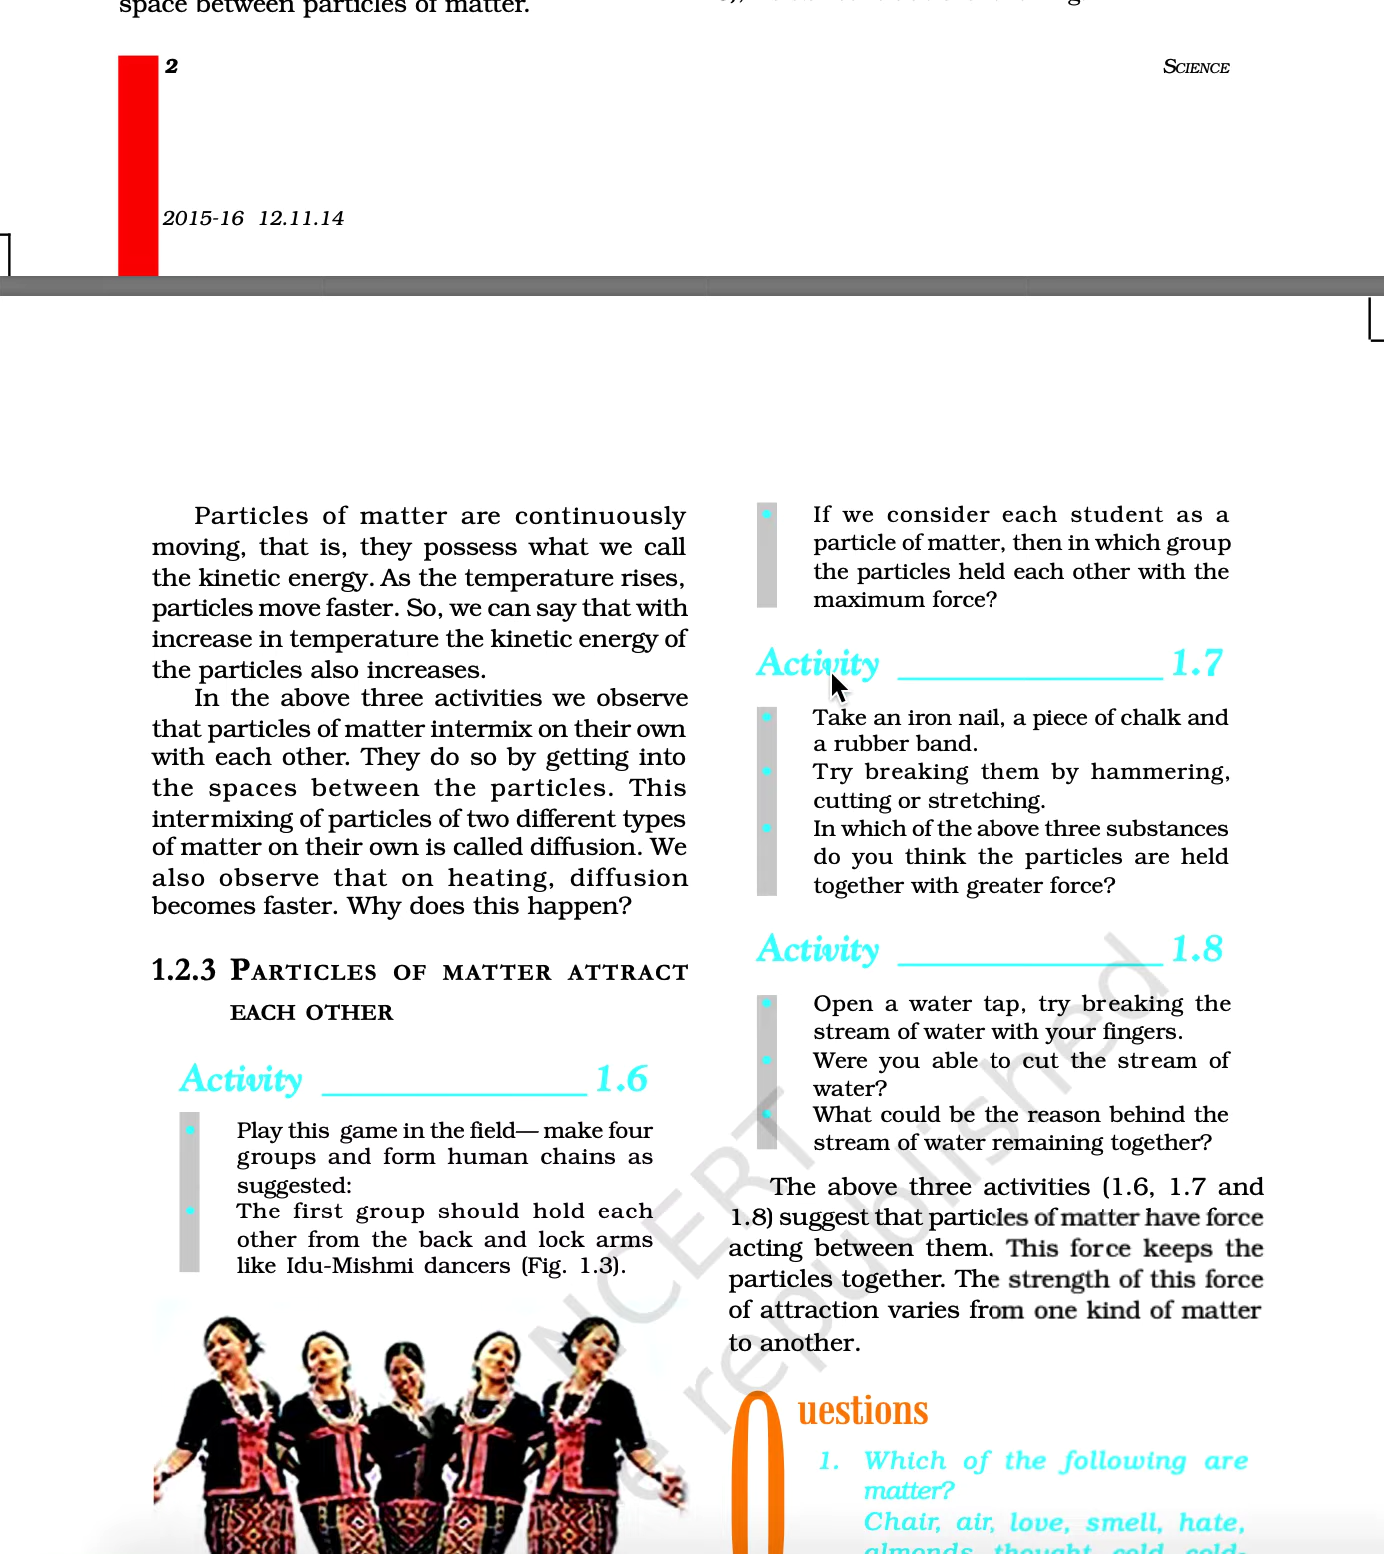 space between particles of matter.
2
SCIENCE
2015-16 12.11.14
Particles of matter are continuously
moving, that is, they possess what we call
the kinetic energy. As the temperature rises,
particles move faster. So, we can say that with
increase in temperature the kinetic energy of
the particles also increases.
In the above three activities we observe
that particles of matter intermix on their own
with each other. They do so by getting into
the spaces between the particles. This
intermixing of particles of two different types
of matter on their own is called diffusion. We
also observe that on heating, diffusion
becomes faster. Why does this happen?
1.2.3 PARTICLES OF MATTER ATTRACT
EACH OTHER
Activity 1.6
• Play this game in the field— make four
groups and form human chains as
suggested:
• The first group should hold each
other from the back and lock arms
like Idu-Mishmi dancers (Fig. 1.3).
• If we consider each student as a
particle of matter, then in which group
the particles held each other with the
maximum force?
Activity 1.7
• Take an iron nail, a piece of chalk and
a rubber band.
• Try breaking them by hammering,
cutting or stretching.
• In which of the above three substances
do you think the particles are held
together with greater force?
Activity 1.8
• Open a water tap, try breaking the
stream of water with your fingers.
• Were you able to cut the stream of
water?
• What could be the reason behind the
stream of water remaining together?
The above three activities (1.6, 1.7 and
1.8) suggest that particles of matter have force
acting between them. This force keeps the
particles together. The strength of this force
of attraction varies from one kind of matter
to another.
Questions
1. Which of the following are
matter?
Chair, air, love, smell, hate,
almonds, thought, cold, cold-
NCERT
republished